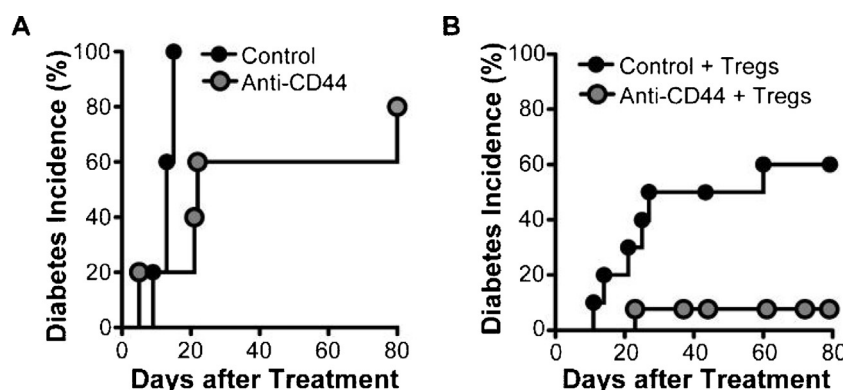 A
Diabetes Incidence (%)
100
80
60
40
20
0
Control
Anti-CD44
0 20 40 60 80
Days after Treatment
B
Diabetes Incidence (%)
100
80
60
40
20
0
Control + Tregs
Anti-CD44 + Tregs
0 20 40 60 80
Days after Treatment